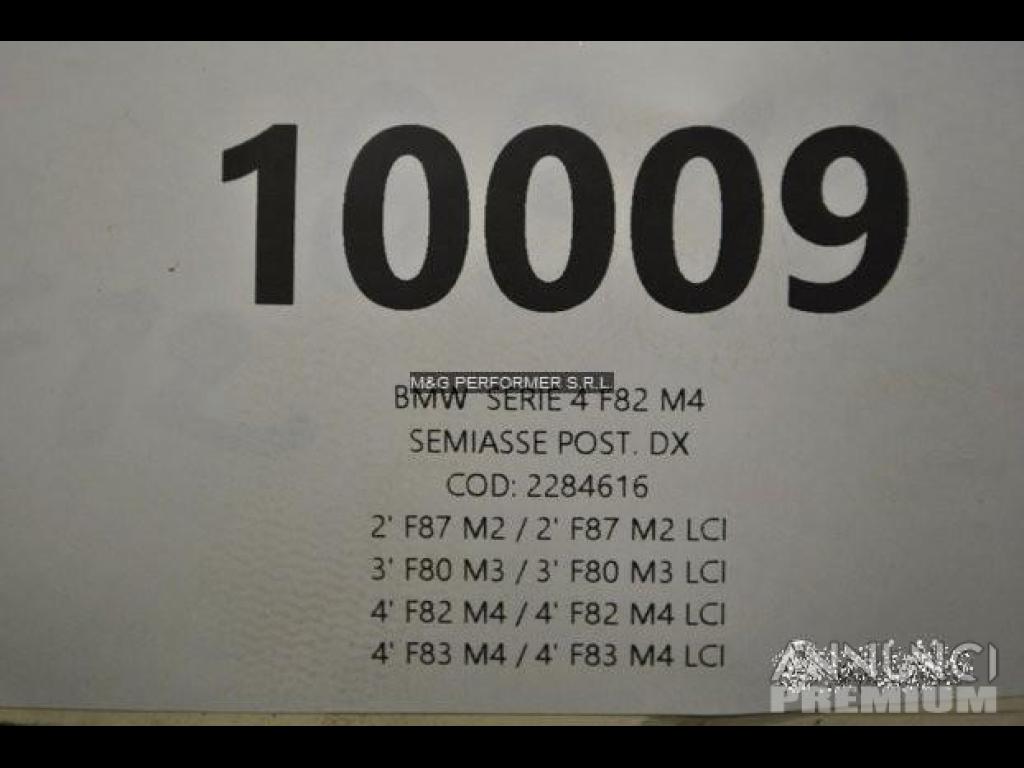 10009
M&G PERFORMER S.R.L.
BMW SERIE 4 F82 M4
SEMIASSE POST. DX
COD: 2284616
2' F87 M2 / 2' F87 M2 LCI
3' F80 M3 / 3' F80 M3 LCI
4' F82 M4 / 4' F82 M4 LCI
4' F83 M4 / 4' F83 M4 LCI
ANNUNCI
PREMIUM